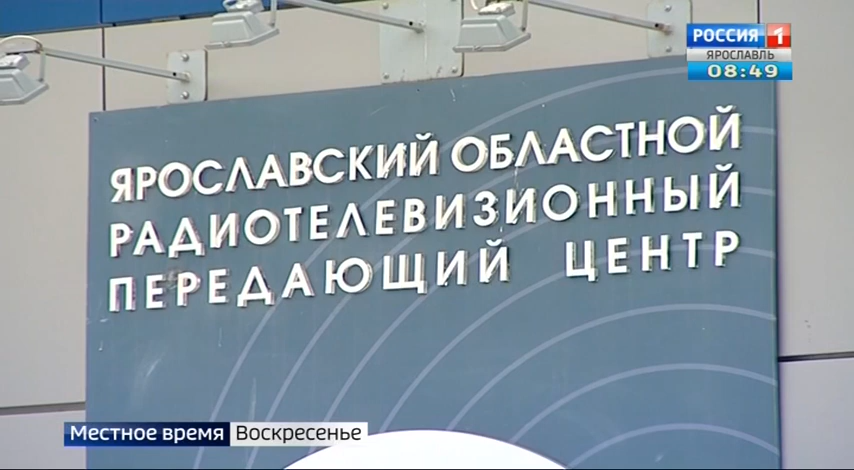 РОССИЯ 1
ЯРОСЛАВЛЬ
08:49
ЯРОСЛАВСКИЙ ОБЛАСТНОЙ
РАДИОТЕЛЕВИЗИОННЫЙ
ПЕРЕДАЮЩИЙ ЦЕНТР
Местное время Воскресенье